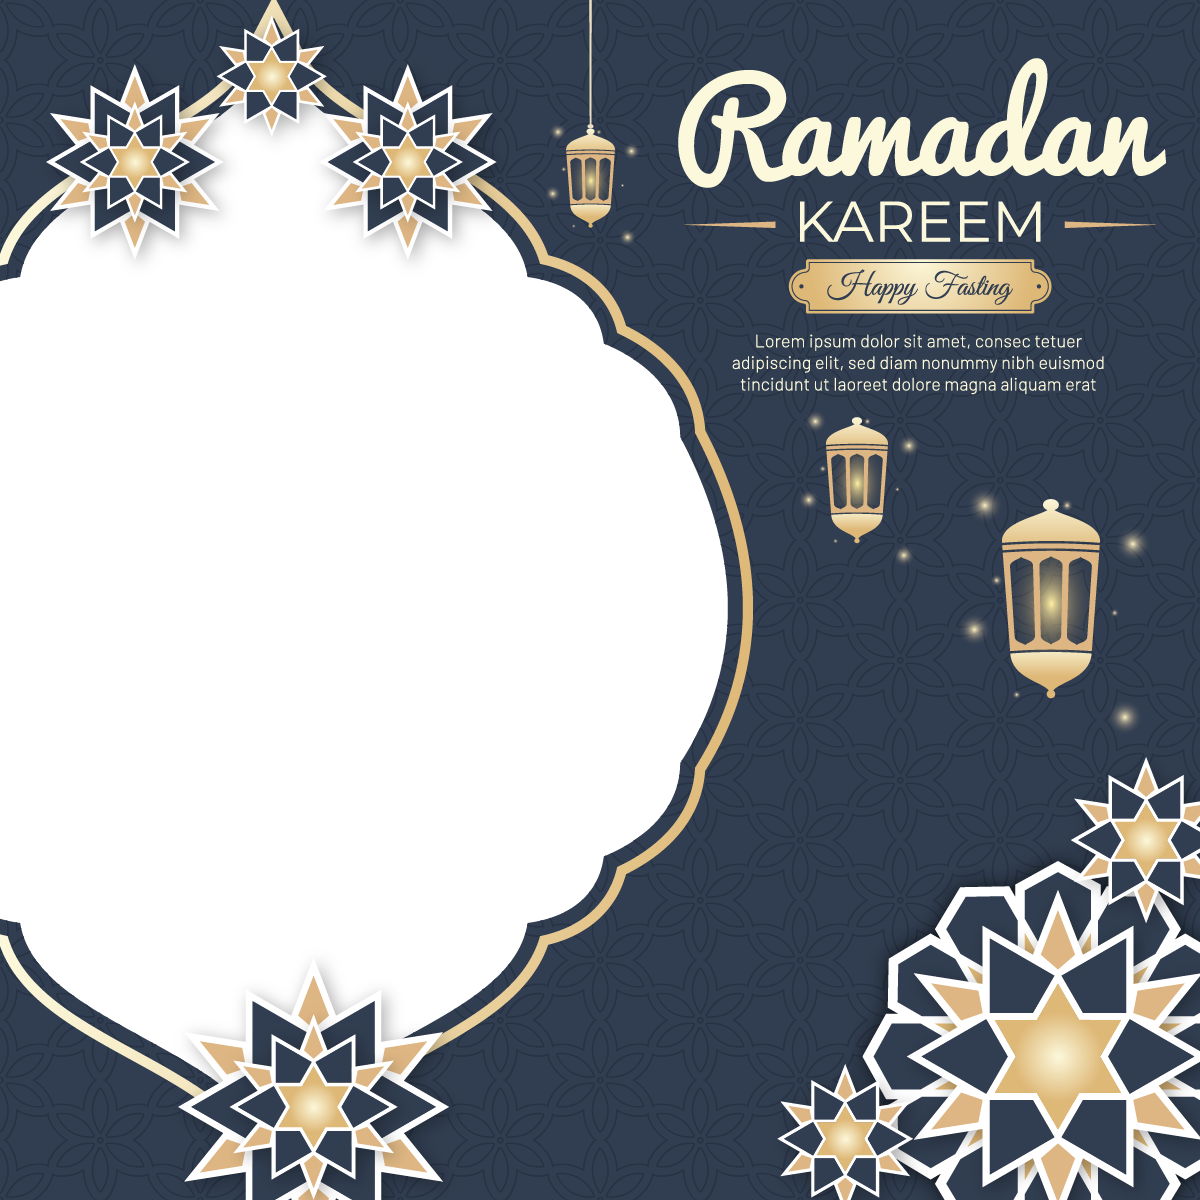 Ramadan
KAREEM
Happy Fasting
Lorem ipsum dolor sit amet, consec tetuer
adipiscing elit, sed diam nonummy nibh euismod
tincidunt ut laoreet dolore magna aliquam erat